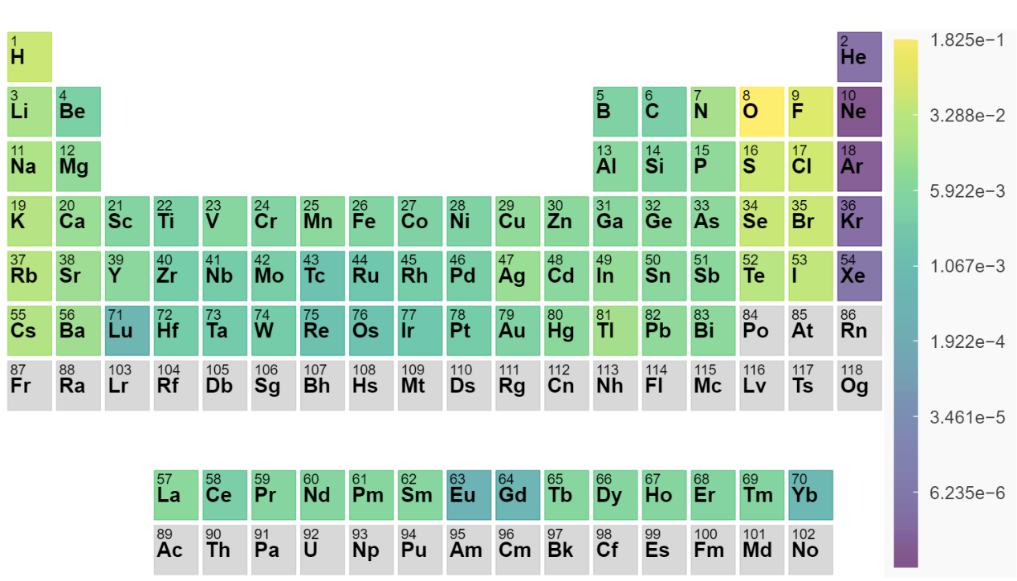 1 2
H He
3 4 5 6 7 8 9 10
Li Be B C N O F Ne
11 12 13 14 15 16 17 18
Na Mg Al Si P S Cl Ar
19 20 21 22 23 24 25 26 27 28 29 30 31 32 33 34 35 36
K Ca Sc Ti V Cr Mn Fe Co Ni Cu Zn Ga Ge As Se Br Kr
37 38 39 40 41 42 43 44 45 46 47 48 49 50 51 52 53 54
Rb Sr Y Zr Nb Mo Tc Ru Rh Pd Ag Cd In Sn Sb Te I Xe
55 56 71 72 73 74 75 76 77 78 79 80 81 82 83 84 85 86
Cs Ba Lu Hf Ta W Re Os Ir Pt Au Hg Tl Pb Bi Po At Rn
87 88 103 104 105 106 107 108 109 110 111 112 113 114 115 116 117 118
Fr Ra Lr Rf Db Sg Bh Hs Mt Ds Rg Cn Nh Fl Mc Lv Ts Og
57 58 59 60 61 62 63 64 65 66 67 68 69 70
La Ce Pr Nd Pm Sm Eu Gd Tb Dy Ho Er Tm Yb
89 90 91 92 93 94 95 96 97 98 99 100 101 102
Ac Th Pa U Np Pu Am Cm Bk Cf Es Fm Md No
1.825e−1
3.288e−2
5.922e−3
1.067e−3
1.922e−4
3.461e−5
6.235e−6